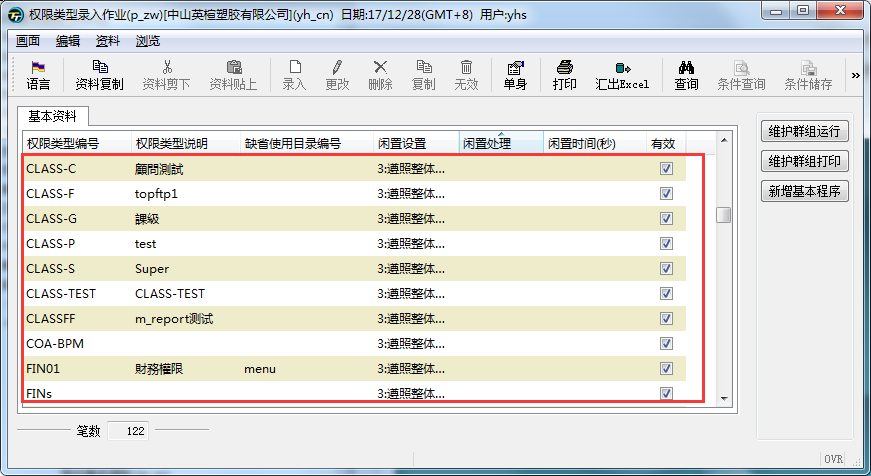 权限类型录入作业(p_zw)[中山英楦塑胶有限公司](yh_cn) 日期:17/12/28(GMT+8) 用户:yhs
画面 编辑 资料 浏览
语言 资料复制 资料剪下 资料贴上 录入 更改 删除 复制 无效 单身 打印 汇出Excel 查询 条件查询 条件储存 »
基本资料
权限类型编号 权限类型说明 缺省使用目录编号 闲置设置 闲置处理 闲置时间(秒) 有效
CLASS-C 顧問測試 3:遵照整体...
CLASS-F topftp1 3:遵照整体...
CLASS-G 課級 3:遵照整体...
CLASS-P test 3:遵照整体...
CLASS-S Super 3:遵照整体...
CLASS-TEST CLASS-TEST 3:遵照整体...
CLASSFF m_report测试 3:遵照整体...
COA-BPM 3:遵照整体...
FIN01 財務權限 menu 3:遵照整体...
FINs 3:遵照整体...
维护群组运行
维护群组打印
新增基本程序
笔数 122
OVR